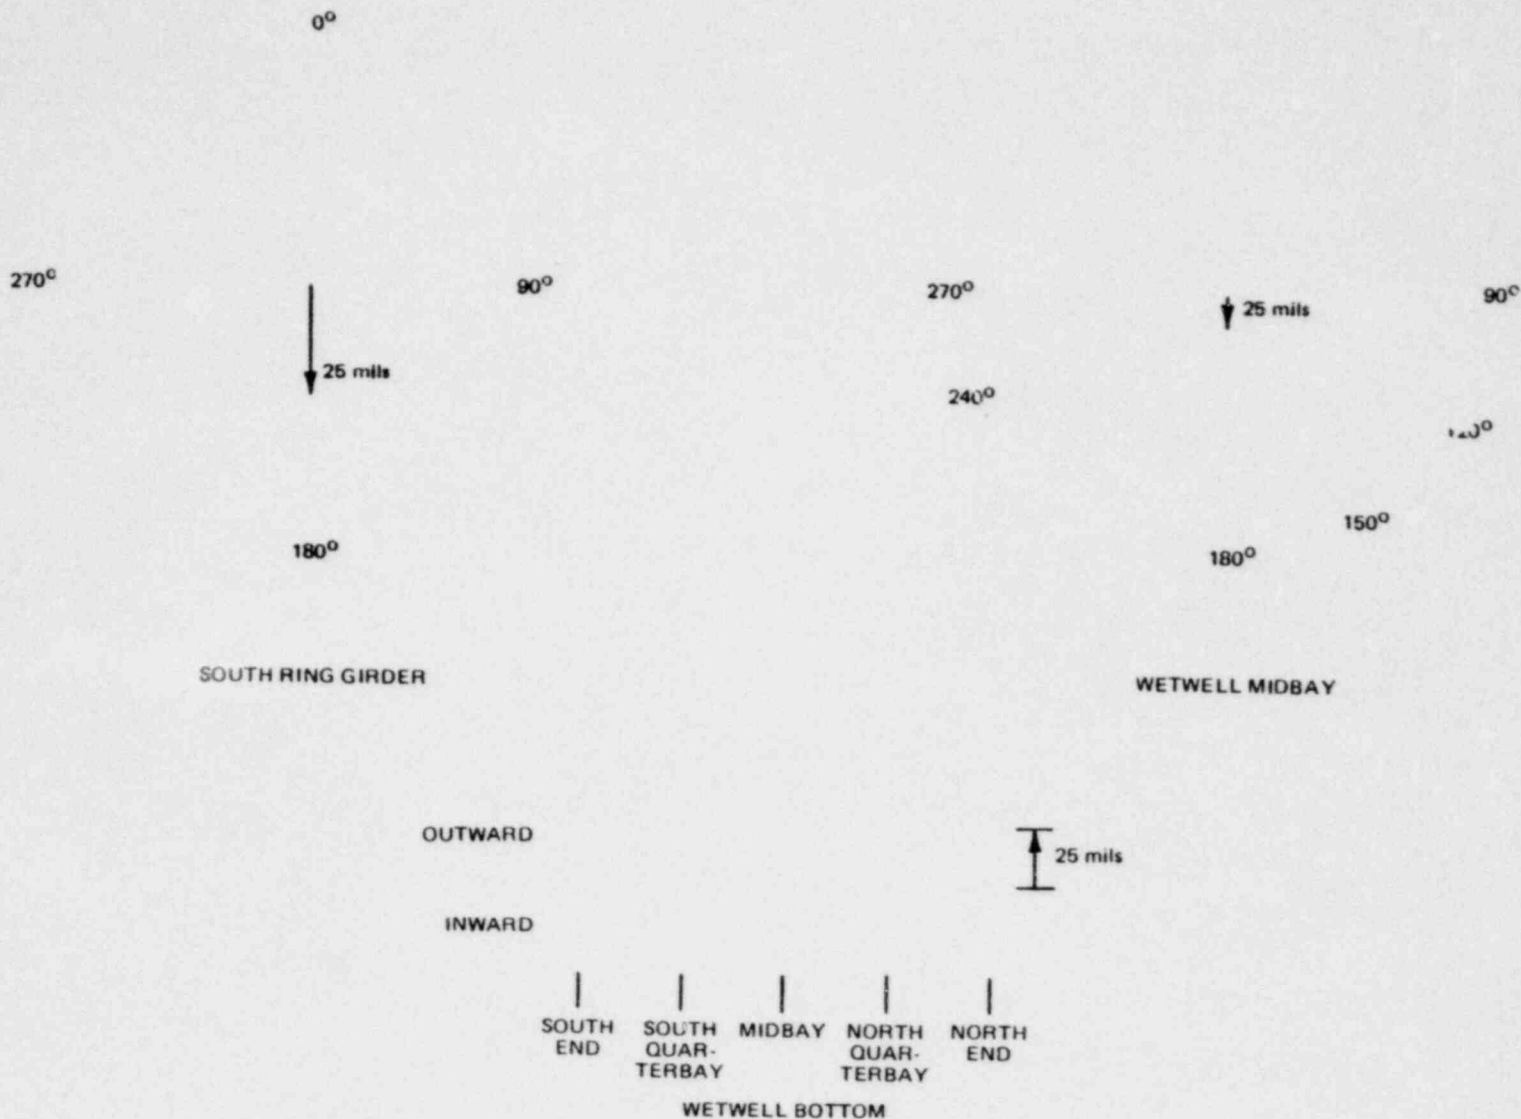 0°
270°
90°
25 mils
180°
SOUTH RING GIRDER
270°
25 mils
90°
240°
150°
180°
WETWELL MIDBAY
OUTWARD
25 mils
INWARD
SOUTH
END
SOUTH
QUAR-
TERBAY
MIDBAY
NORTH
QUAR-
TERBAY
NORTH
END
WETWELL BOTTOM